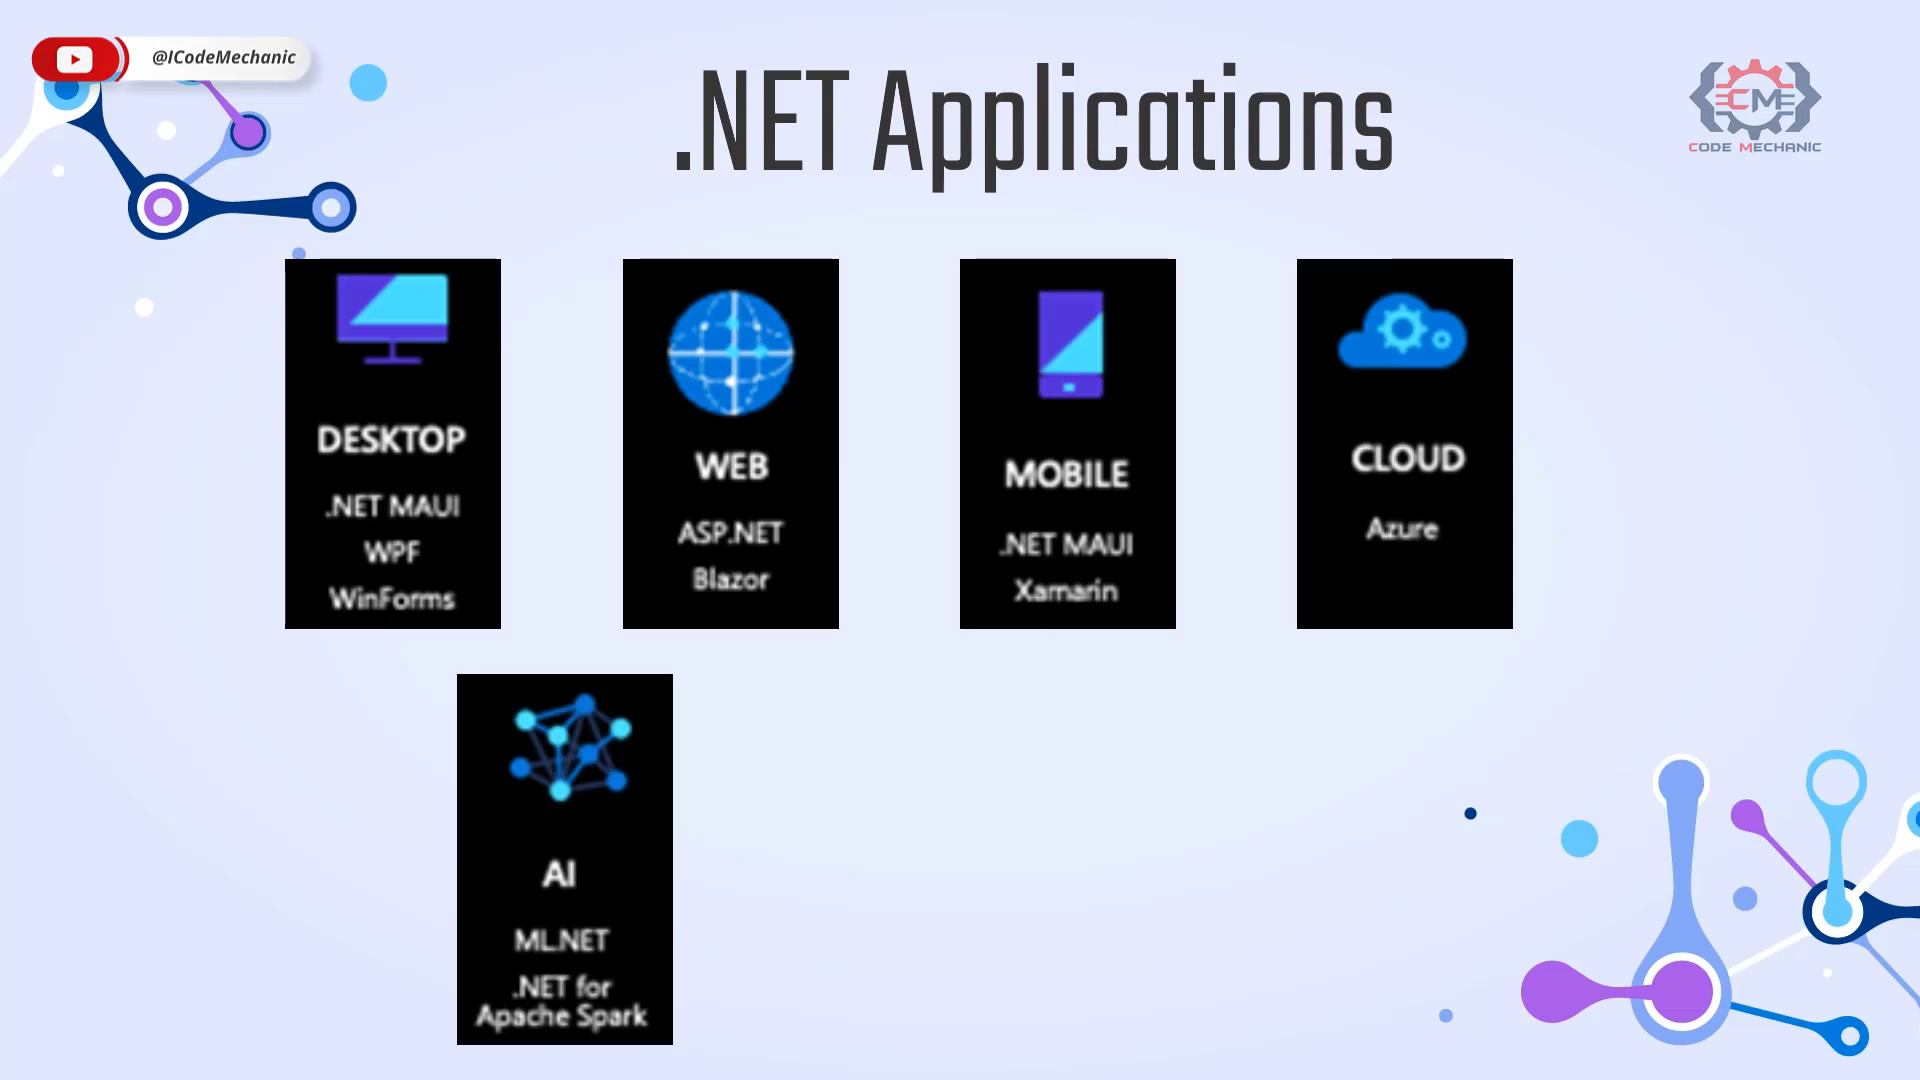 @ICodeMechanic
.NET Applications
CME
CODE MECHANIC
DESKTOP
.NET MAUI
WPF
WinForms
WEB
ASP.NET
Blazor
MOBILE
.NET MAUI
Xamarin
CLOUD
Azure
AI
ML.NET
.NET for
Apache Spark